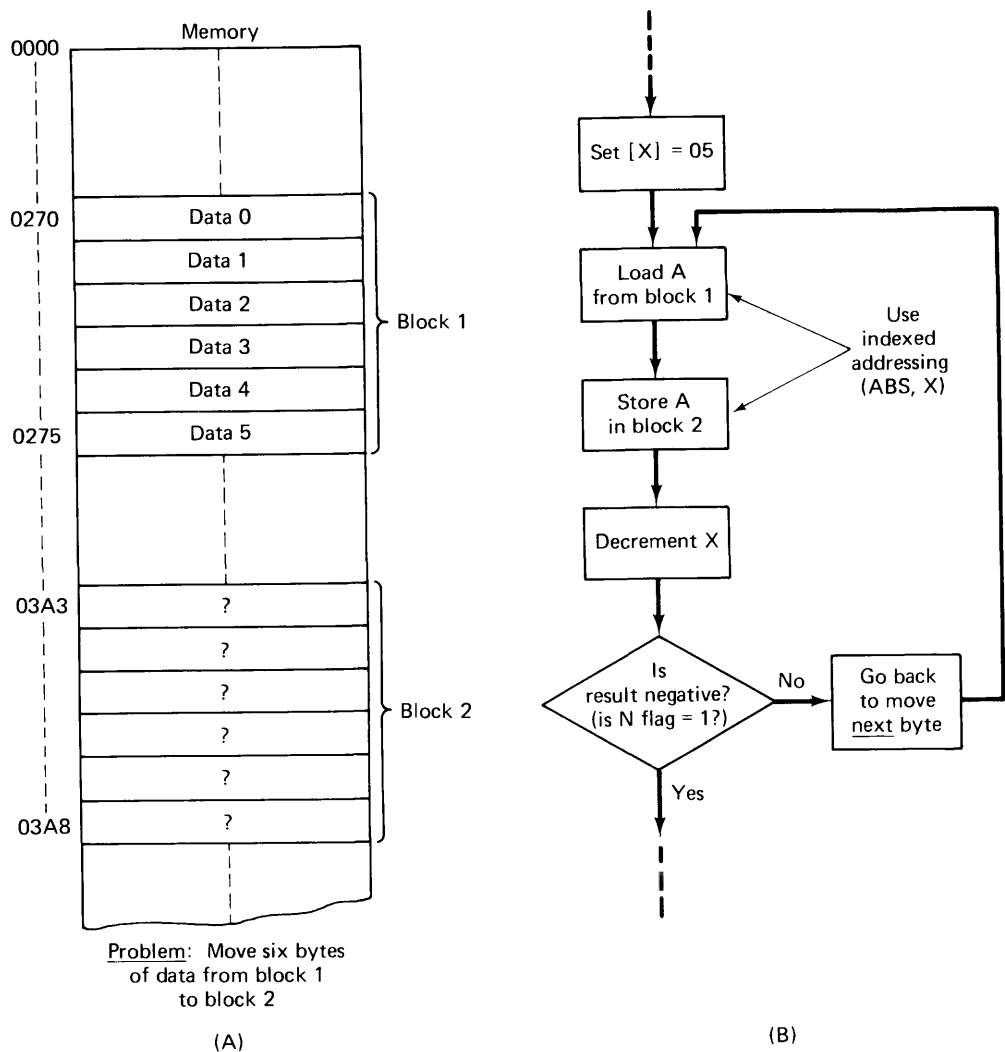 Memory
0000
0270
Data 0
Data 1
Data 2
Data 3
Data 4
0275
Data 5
Block 1
03A3
?
?
?
?
?
03A8
?
Block 2
Problem: Move six bytes
of data from block 1
to block 2
(A)
Set [X] = 05
Load A
from block 1
Use
indexed
addressing
(ABS, X)
Store A
in block 2
Decrement X
Is
result negative?
(is N flag = 1?)
No
Go back
to move
next byte
Yes
(B)